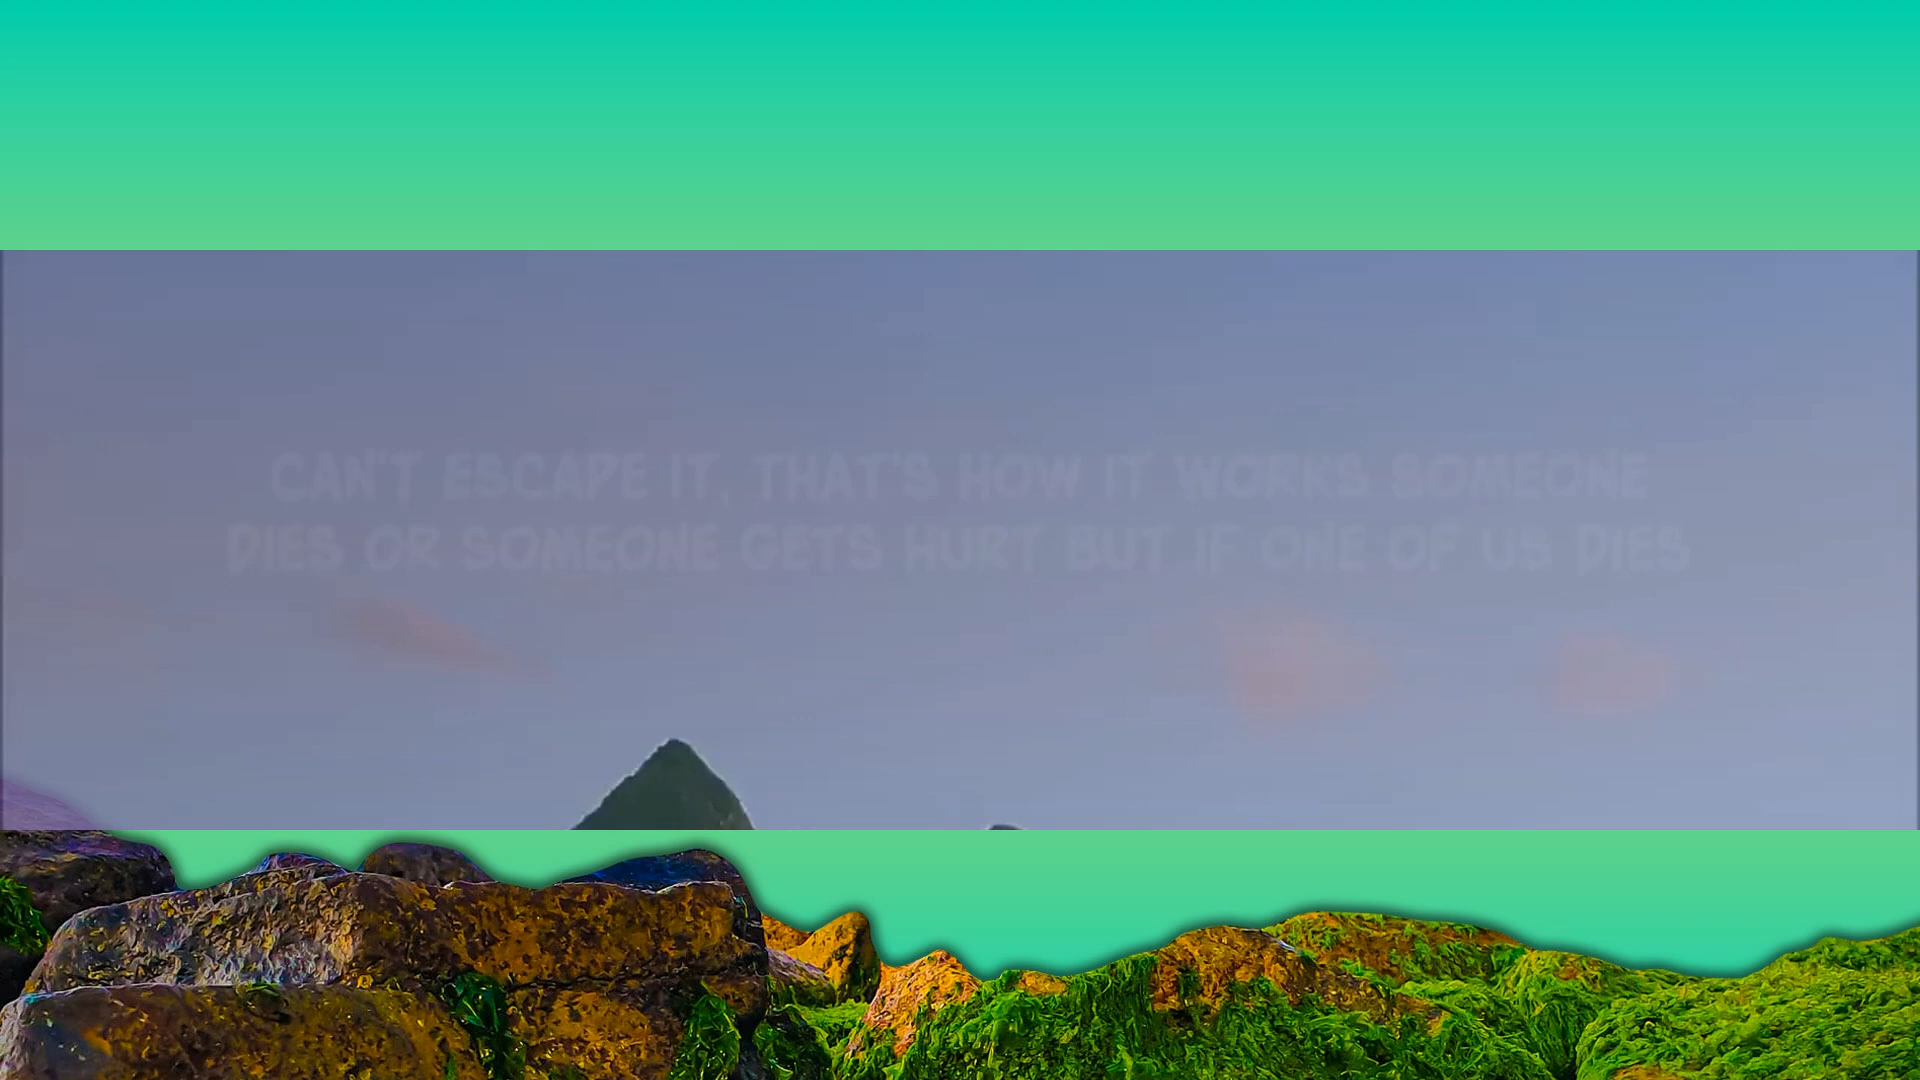 CAN'T ESCAPE IT, THAT'S HOW IT WORKS SOMEONE
DIES OR SOMEONE GETS HURT BUT IF ONE OF US DIES